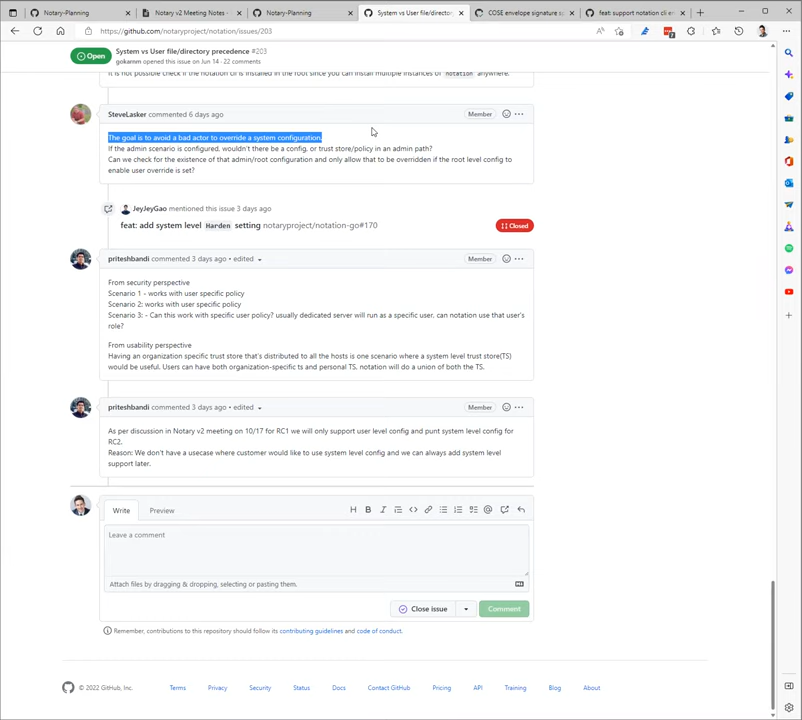 Notary-Planning
Notary v2 Meeting Notes -
Notary-Planning
System vs User file/director
COSE envelope signature s
feat: support notation cli e
https://github.com/notaryproject/notation/issues/203
Open
System vs User file/directory precedence #203
gokarnm opened this issue on Jun 14 · 22 comments
It is not possible check if the notation CLI is installed in the root since you can install multiple instances of notation anywhere.
SteveLasker commented 6 days ago
Member
The goal is to avoid a bad actor to override a system configuration.
If the admin scenario is configured, wouldn't there be a config, or trust store/policy in an admin path?
Can we check for the existence of that admin/root configuration and only allow that to be overridden if the root level config to
enable user override is set?
JeyJeyGao mentioned this issue 3 days ago
feat: add system level Harden setting notaryproject/notation-go#170
Closed
priteshbandi commented 3 days ago • edited
Member
From security perspective
Scenario 1 - works with user specific policy
Scenario 2: works with user specific policy
Scenario 3: - Can this work with specific user policy? usually dedicated server will run as a specific user, can notation use that user's
role?
From usability perspective
Having an organization specific trust store that's distributed to all the hosts is one scenario where a system level trust store(TS)
would be useful. Users can have both organization-specific ts and personal TS. notation will do a union of both the TS.
priteshbandi commented 3 days ago • edited
Member
As per discussion in Notary v2 meeting on 10/17 for RC1 we will only support user level config and punt system level config for
RC2.
Reason: We don't have a usecase where customer would like to use system level config and we can always add system level
support later.
Write
Preview
Leave a comment
Attach files by dragging & dropping, selecting or pasting them.
Close issue
Comment
Remember, contributions to this repository should follow its contributing guidelines and code of conduct.
© 2022 GitHub, Inc.
Terms
Privacy
Security
Status
Docs
Contact GitHub
Pricing
API
Training
Blog
About